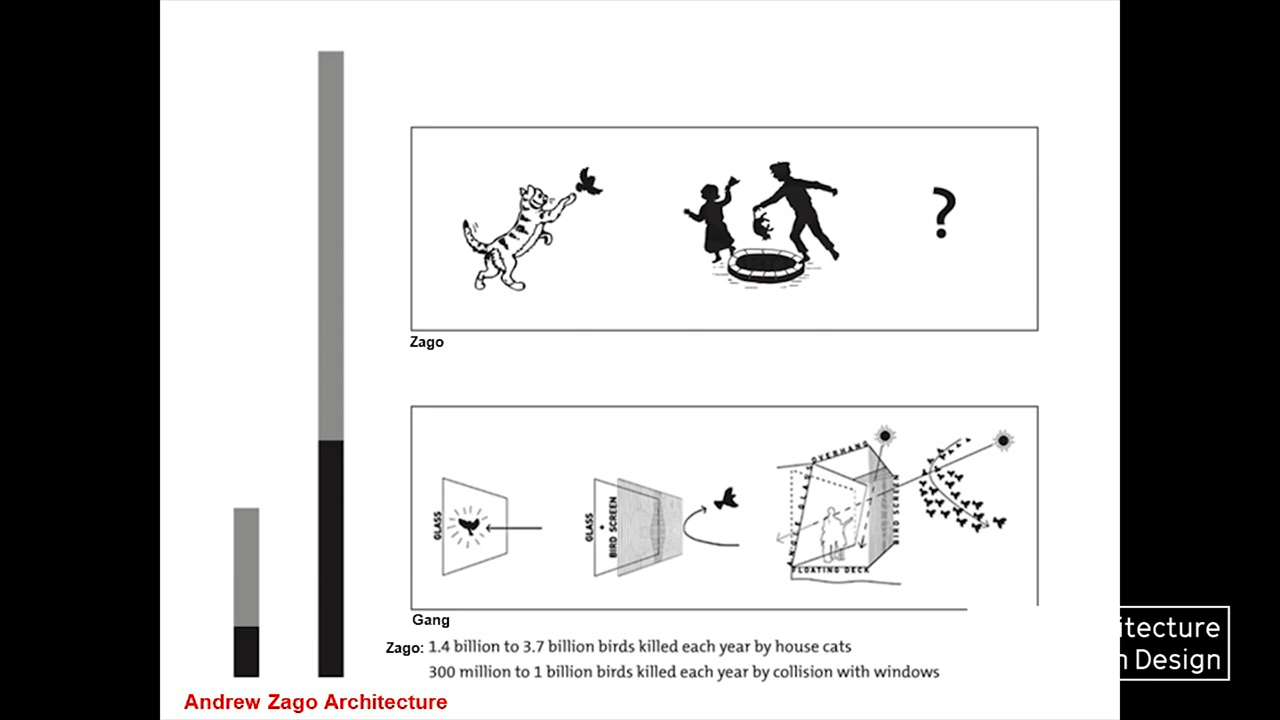 ?
Zago
GLASS
GLASS
+
BIRD SCREEN
OVERHANG
BIRD SCREEN
FLOATING DECK
Gang
Zago: 1.4 billion to 3.7 billion birds killed each year by house cats
300 million to 1 billion birds killed each year by collision with windows
Andrew Zago Architecture
itecture
Design